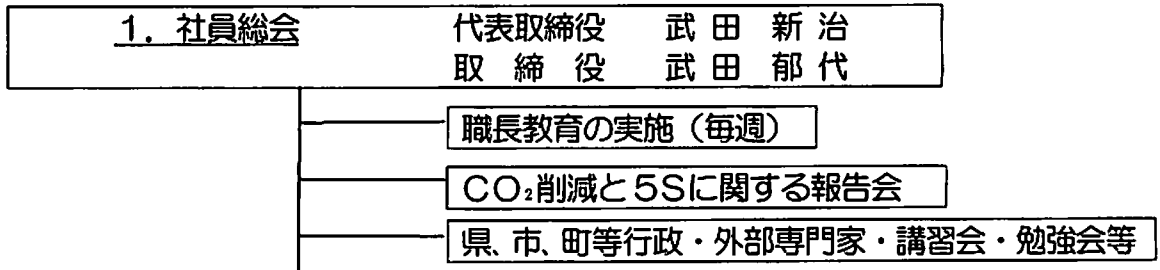 1．社員総会　代表取締役　武田　新治
取　締　役　武田　郁代
職長教育の実施（毎週）
CO₂削減と5Sに関する報告会
県、市、町等行政・外部専門家・講習会・勉強会等